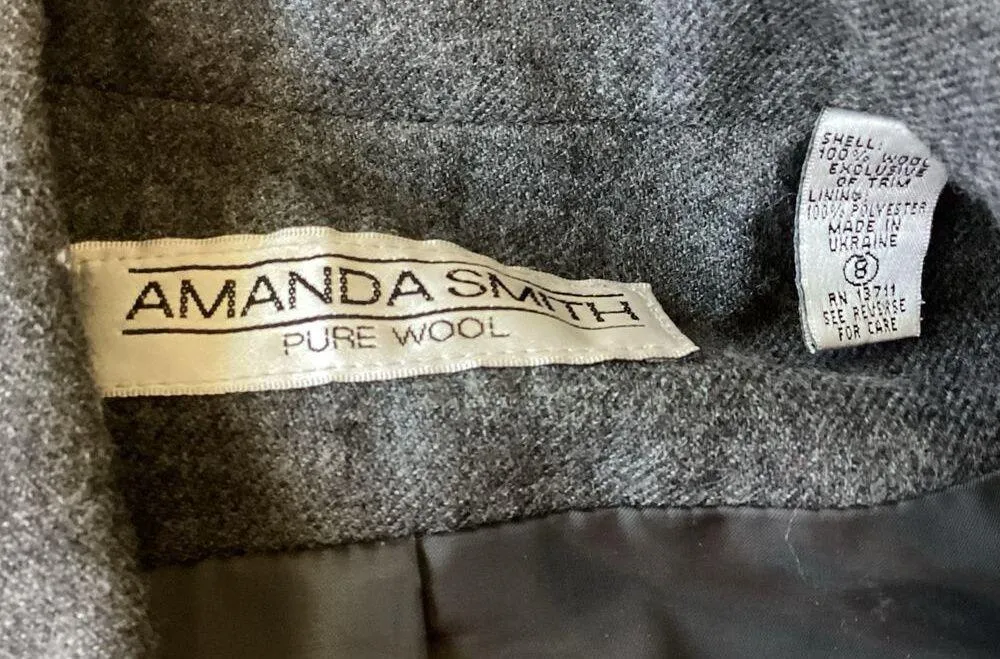 AMANDA SMITH
PURE WOOL
SHELL:
100% WOOL
EXCLUSIVE
OF TRIM
LINING:
100% POLYESTER
MADE IN
UKRAINE
8
RN 13711
SEE REVERSE
FOR CARE